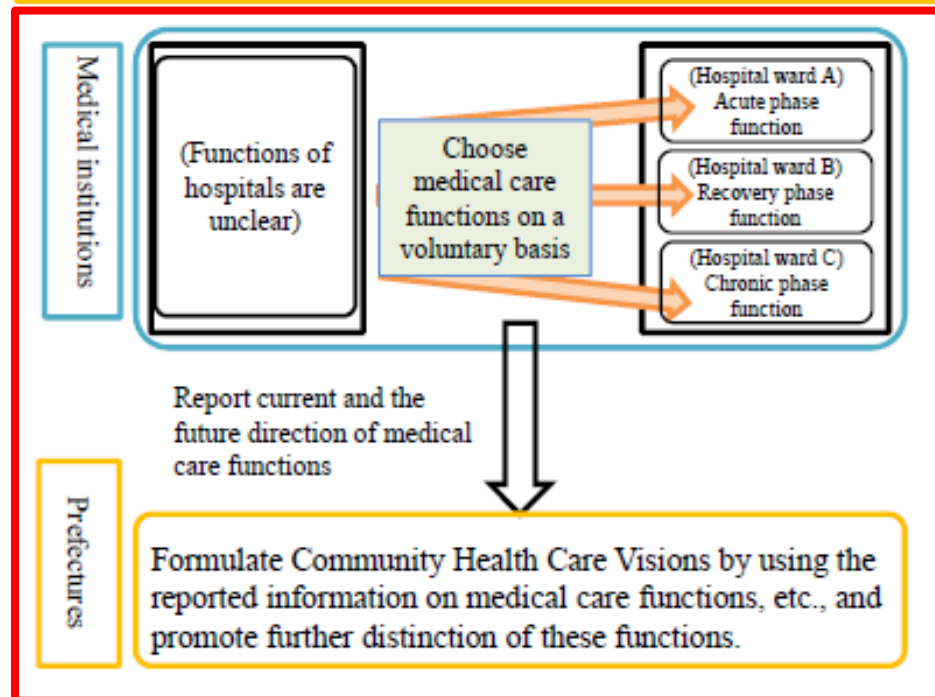 Medical institutions
(Functions of
hospitals are
unclear)
Choose
medical care
functions on a
voluntary basis
(Hospital ward A)
Acute phase
function
(Hospital ward B)
Recovery phase
function
(Hospital ward C)
Chronic phase
function
Report current and the
future direction of medical
care functions
Prefectures
Formulate Community Health Care Visions by using the
reported information on medical care functions, etc., and
promote further distinction of these functions.